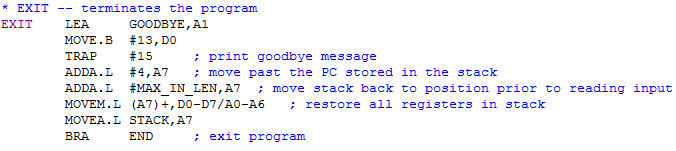 * EXIT -- terminates the program
EXIT LEA GOODBYE,A1
MOVE.B #13,D0
TRAP #15 ; print goodbye message
ADDA.L #4,A7 ; move past the PC stored in the stack
ADDA.L #MAX_IN_LEN,A7 ; move stack back to position prior to reading input
MOVEM.L (A7)+,D0-D7/A0-A6 ; restore all registers in stack
MOVEA.L STACK,A7
BRA END ; exit program